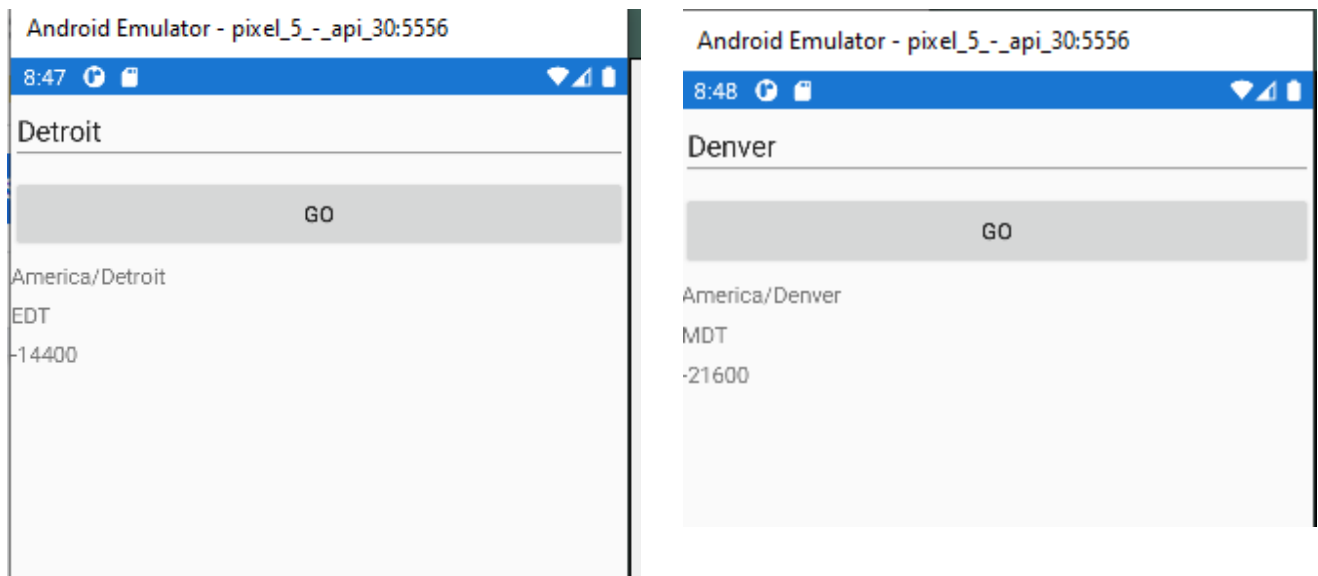 Android Emulator - pixel_5_-_api_30:5556
8:47
Detroit
GO
America/Detroit
EDT
-14400
Android Emulator - pixel_5_-_api_30:5556
8:48
Denver
GO
America/Denver
MDT
-21600